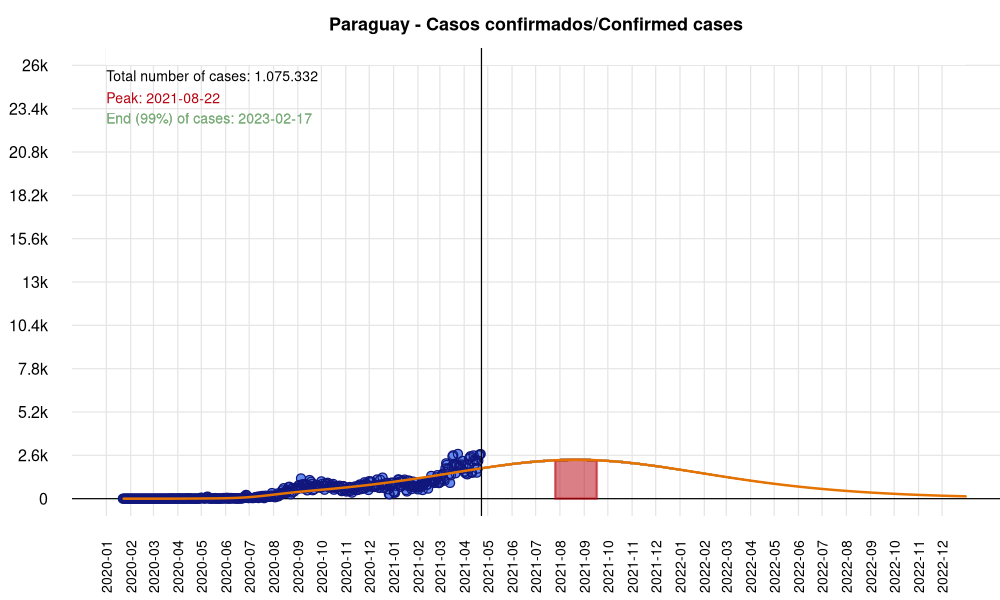 Paraguay - Casos confirmados/Confirmed cases
Total number of cases: 1.075.332
Peak: 2021-08-22
End (99%) of cases: 2023-02-17
26k
23.4k
20.8k
18.2k
15.6k
13k
10.4k
7.8k
5.2k
2.6k
0
2020-01
2020-02
2020-03
2020-04
2020-05
2020-06
2020-07
2020-08
2020-09
2020-10
2020-11
2020-12
2021-01
2021-02
2021-03
2021-04
2021-05
2021-06
2021-07
2021-08
2021-09
2021-10
2021-11
2021-12
2022-01
2022-02
2022-03
2022-04
2022-05
2022-06
2022-07
2022-08
2022-09
2022-10
2022-11
2022-12